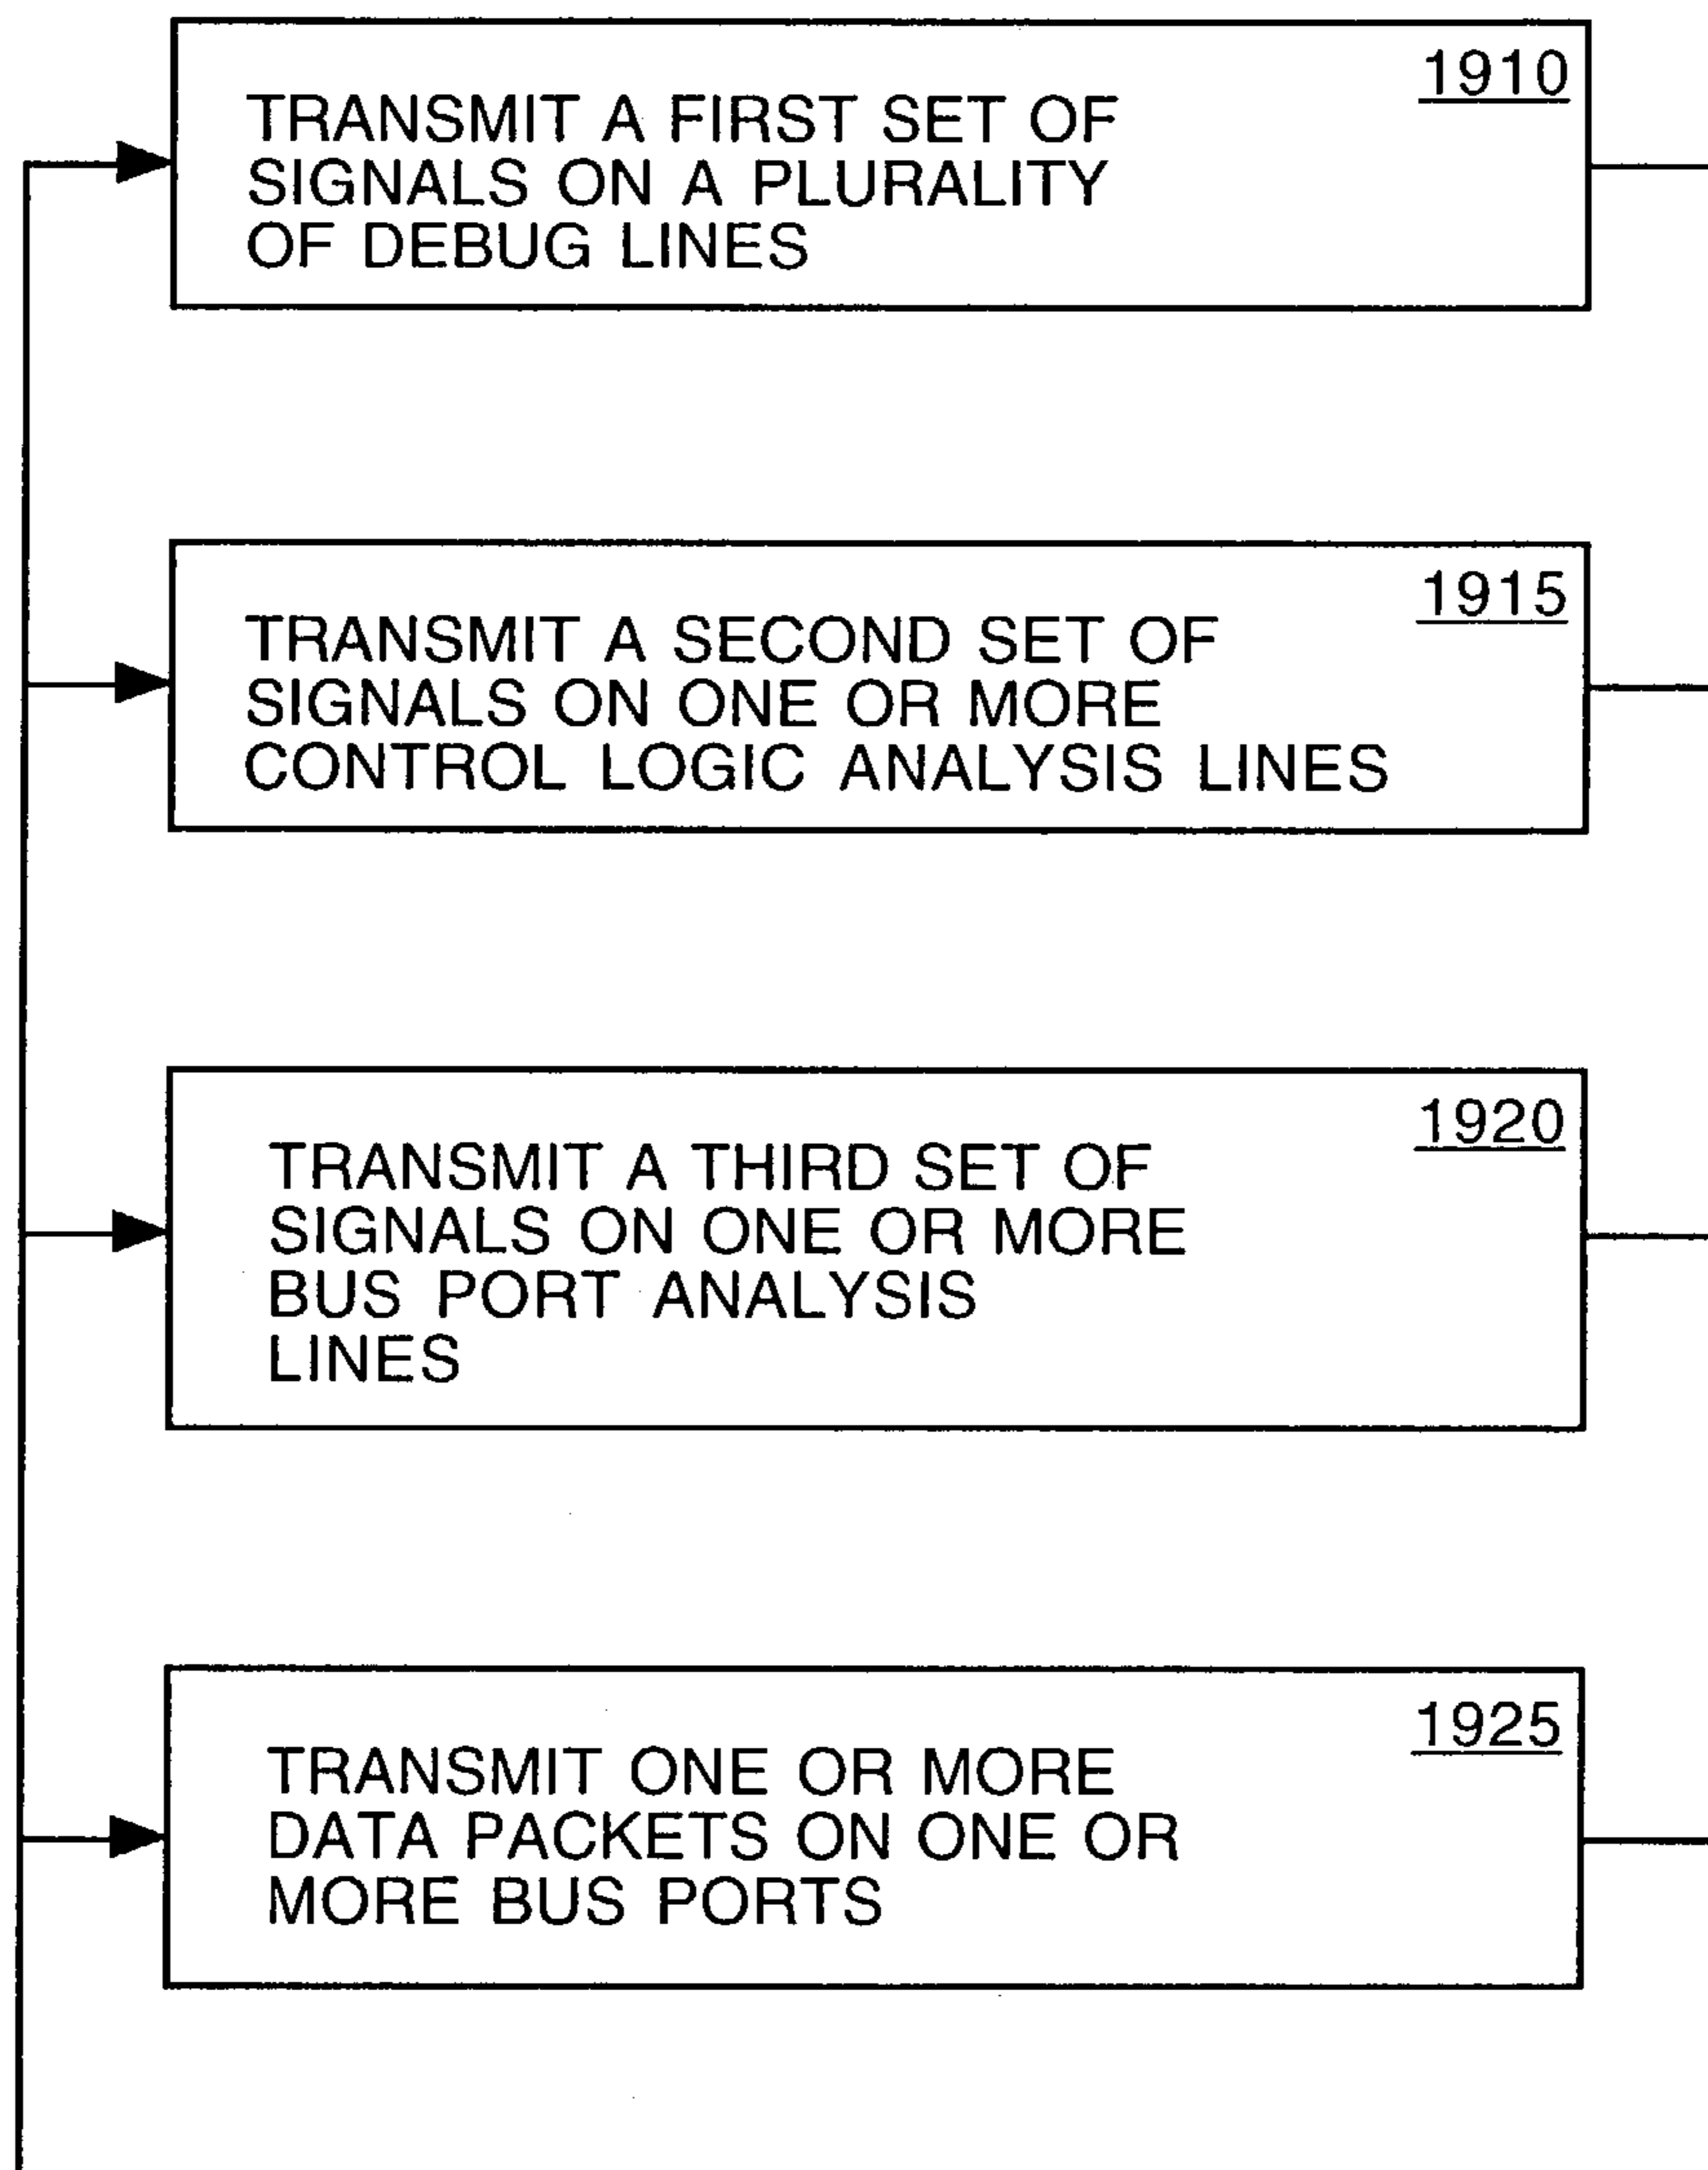 1910
TRANSMIT A FIRST SET OF
SIGNALS ON A PLURALITY
OF DEBUG LINES
1915
TRANSMIT A SECOND SET OF
SIGNALS ON ONE OR MORE
CONTROL LOGIC ANALYSIS LINES
1920
TRANSMIT A THIRD SET OF
SIGNALS ON ONE OR MORE
BUS PORT ANALYSIS
LINES
1925
TRANSMIT ONE OR MORE
DATA PACKETS ON ONE OR
MORE BUS PORTS